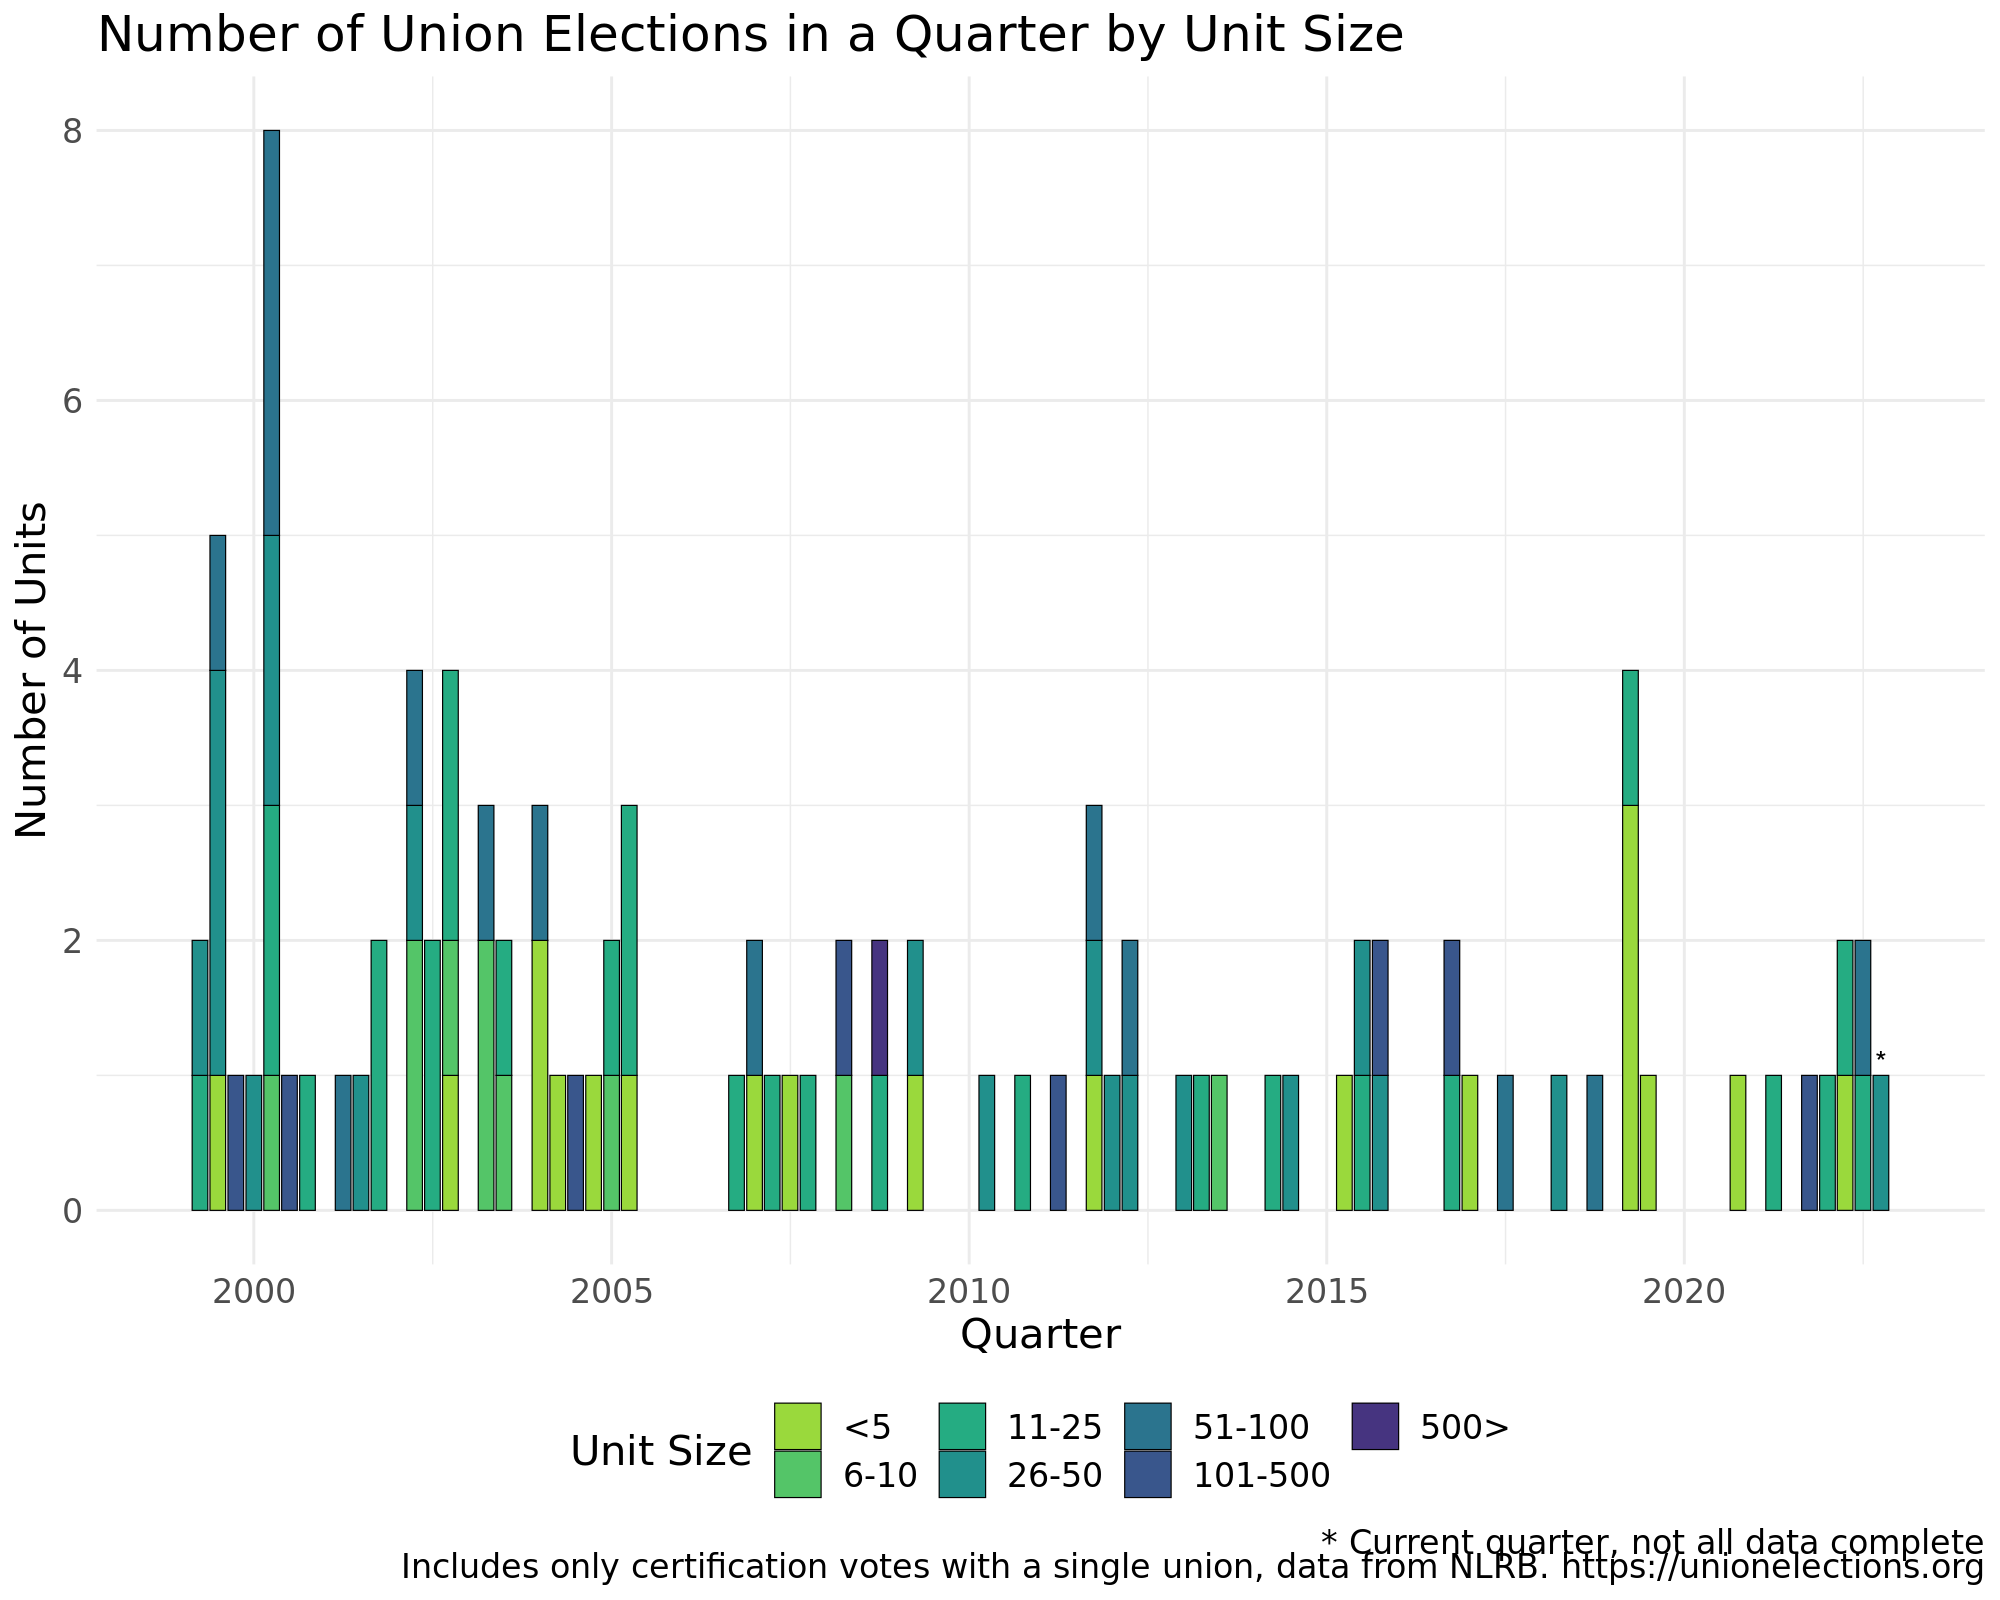 Number of Union Elections in a Quarter by Unit Size
Number of Units
8
6
4
2
0
*
2000 2005 2010 2015 2020
Quarter
Unit Size
<5 11-25 51-100 500>
6-10 26-50 101-500
* Current quarter, not all data complete
Includes only certification votes with a single union, data from NLRB. https://unionelections.org